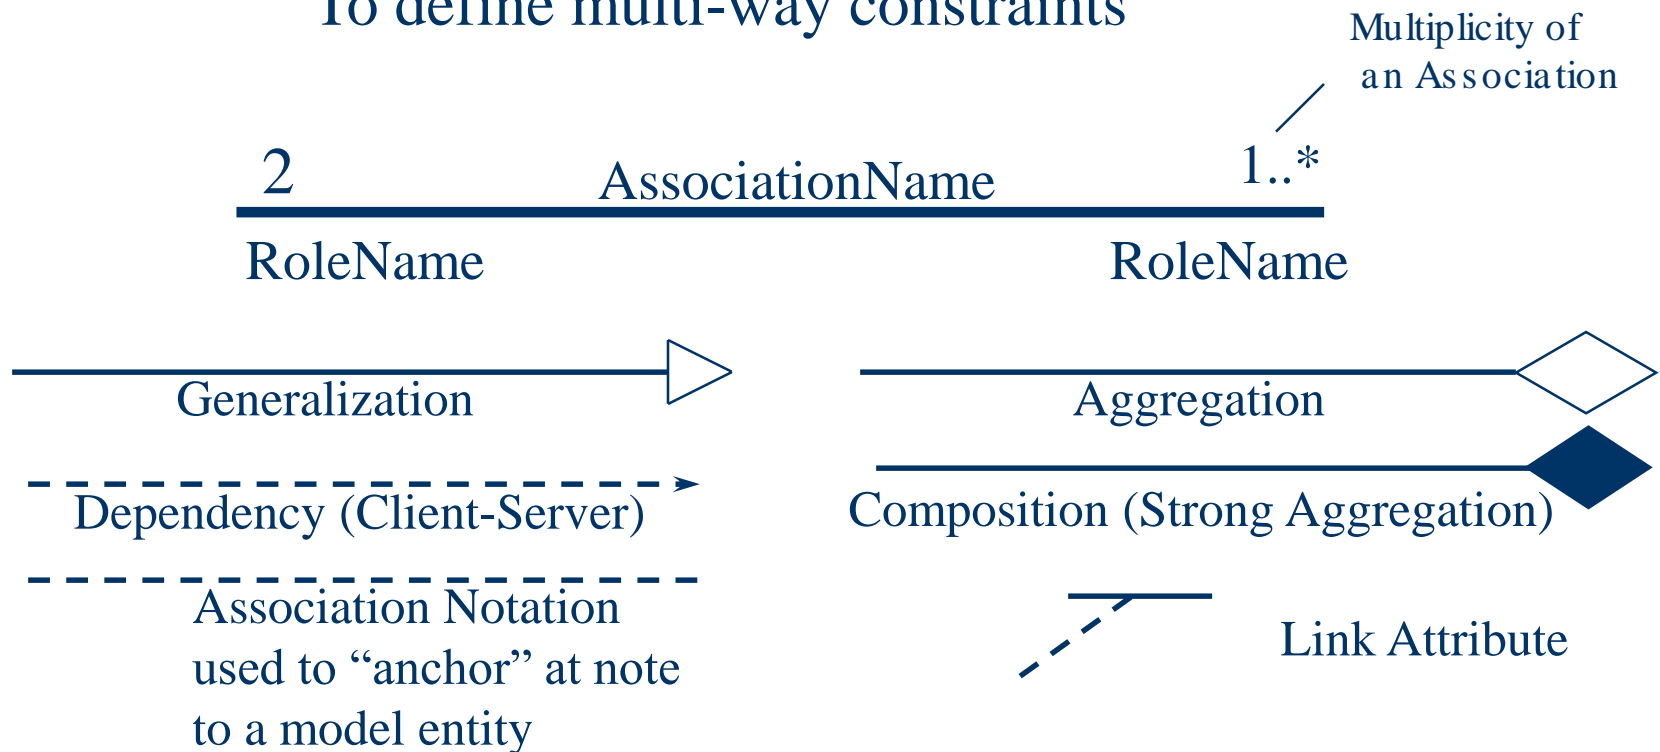 To define multi-way constraints
Multiplicity of
an Association
2
AssociationName
1..*
RoleName
RoleName
Generalization
Aggregation
Dependency (Client-Server)
Composition (Strong Aggregation)
Association Notation
used to “anchor” at note
to a model entity
Link Attribute